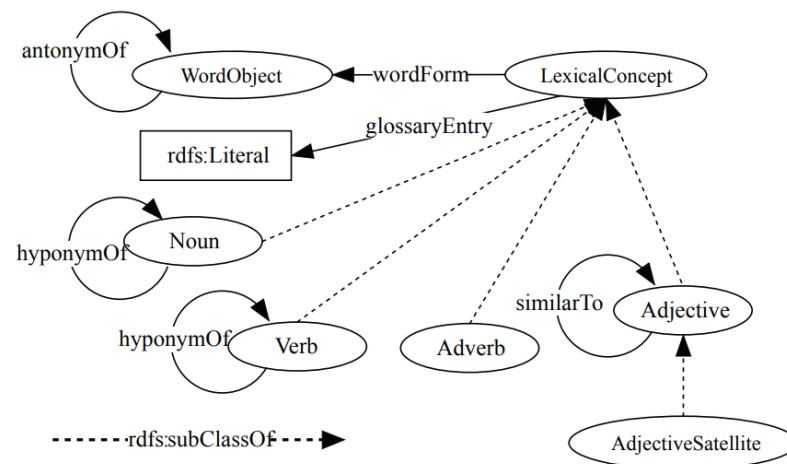 antonymOf
WordObject
wordForm
LexicalConcept
glossaryEntry
rdfs:Literal
Noun
hyponymOf
similarTo
Adjective
hyponymOf
Verb
Adverb
rdfs:subClassOf
AdjectiveSatellite